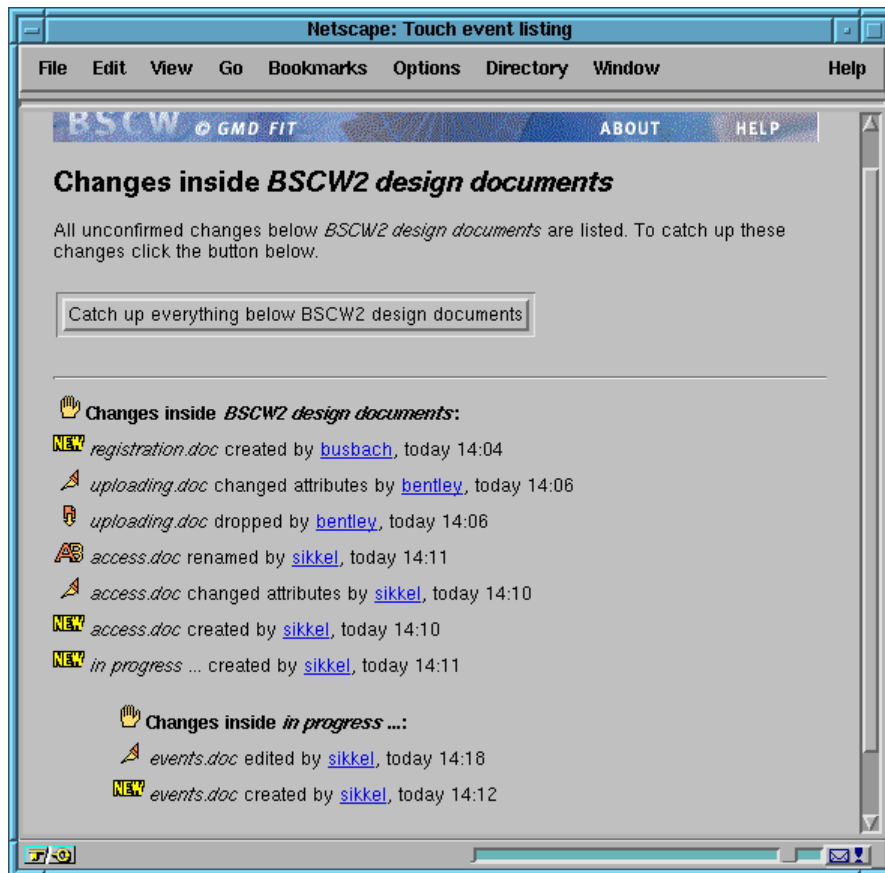 Netscape: Touch event listing
File Edit View Go Bookmarks Options Directory Window Help
BSCW © GMD FIT ABOUT HELP
Changes inside BSCW2 design documents
All unconfirmed changes below BSCW2 design documents are listed. To catch up these
changes click the button below.
Catch up everything below BSCW2 design documents
Changes inside BSCW2 design documents:
NEW registration.doc created by busbach, today 14:04
uploading.doc changed attributes by bentley, today 14:06
uploading.doc dropped by bentley, today 14:06
AB access.doc renamed by sikkel, today 14:11
access.doc changed attributes by sikkel, today 14:10
NEW access.doc created by sikkel, today 14:10
NEW in progress ... created by sikkel, today 14:11
Changes inside in progress ...:
events.doc edited by sikkel, today 14:18
NEW events.doc created by sikkel, today 14:12